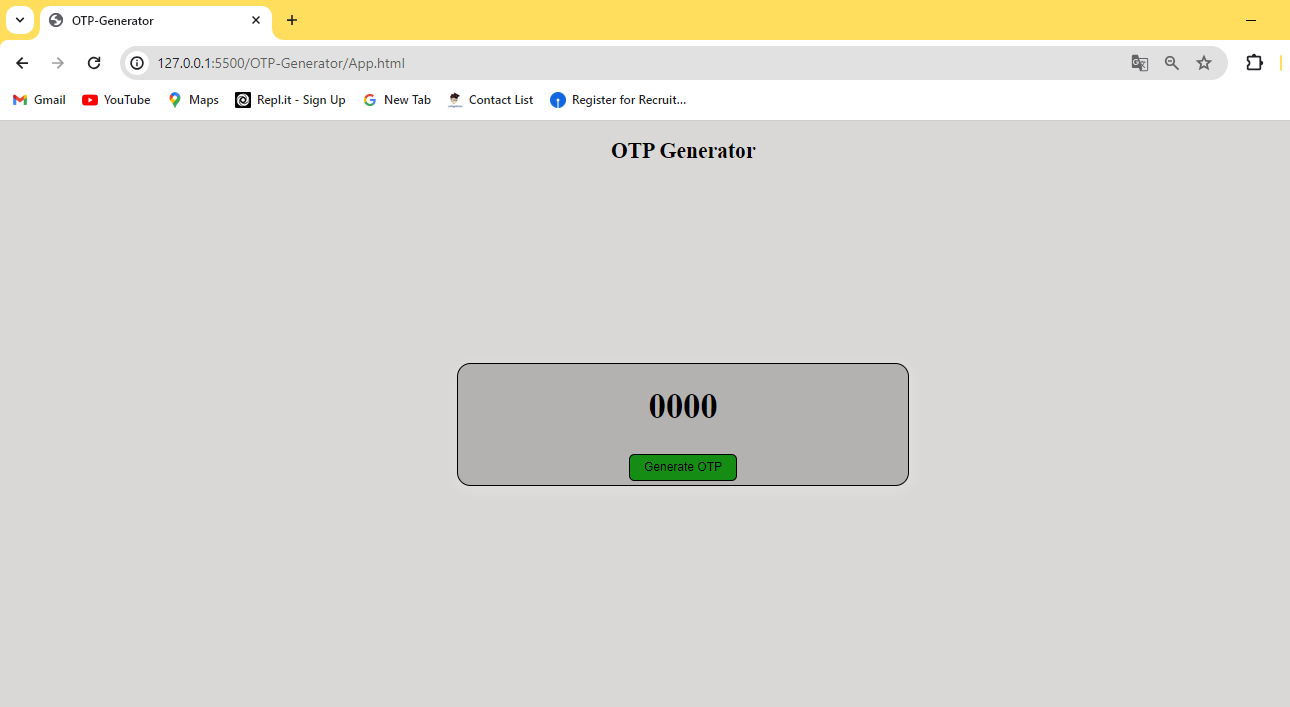 OTP-Generator
127.0.0.1:5500/OTP-Generator/App.html
Gmail YouTube Maps Repl.it - Sign Up New Tab Contact List Register for Recruit...
OTP Generator
0000
Generate OTP